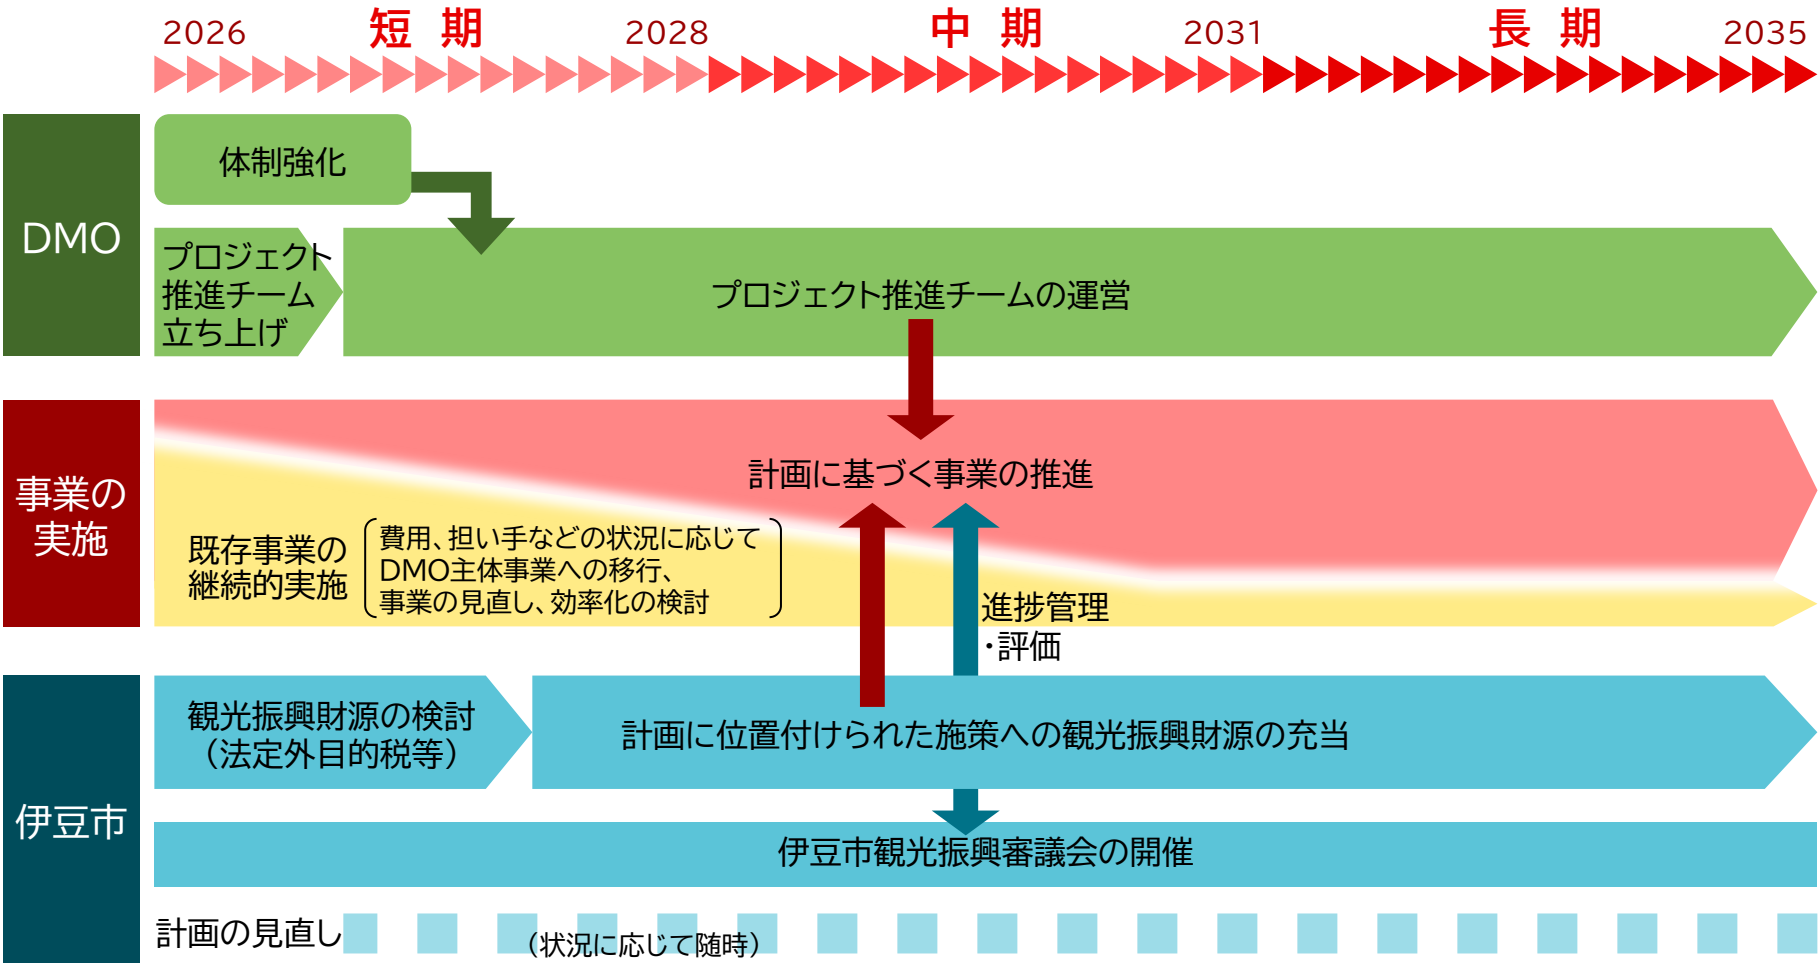 2026 短 期 2028 中 期 2031 長 期 2035
DMO
体制強化
プロジェクト
推進チーム
立ち上げ
プロジェクト推進チームの運営
事業の
実施
計画に基づく事業の推進
既存事業の
継続的実施
費用、担い手などの状況に応じて
DMO主体事業への移行、
事業の見直し、効率化の検討
進捗管理
・評価
伊豆市
観光振興財源の検討
（法定外目的税等）
計画に位置付けられた施策への観光振興財源の充当
伊豆市観光振興審議会の開催
計画の見直し
（状況に応じて随時）